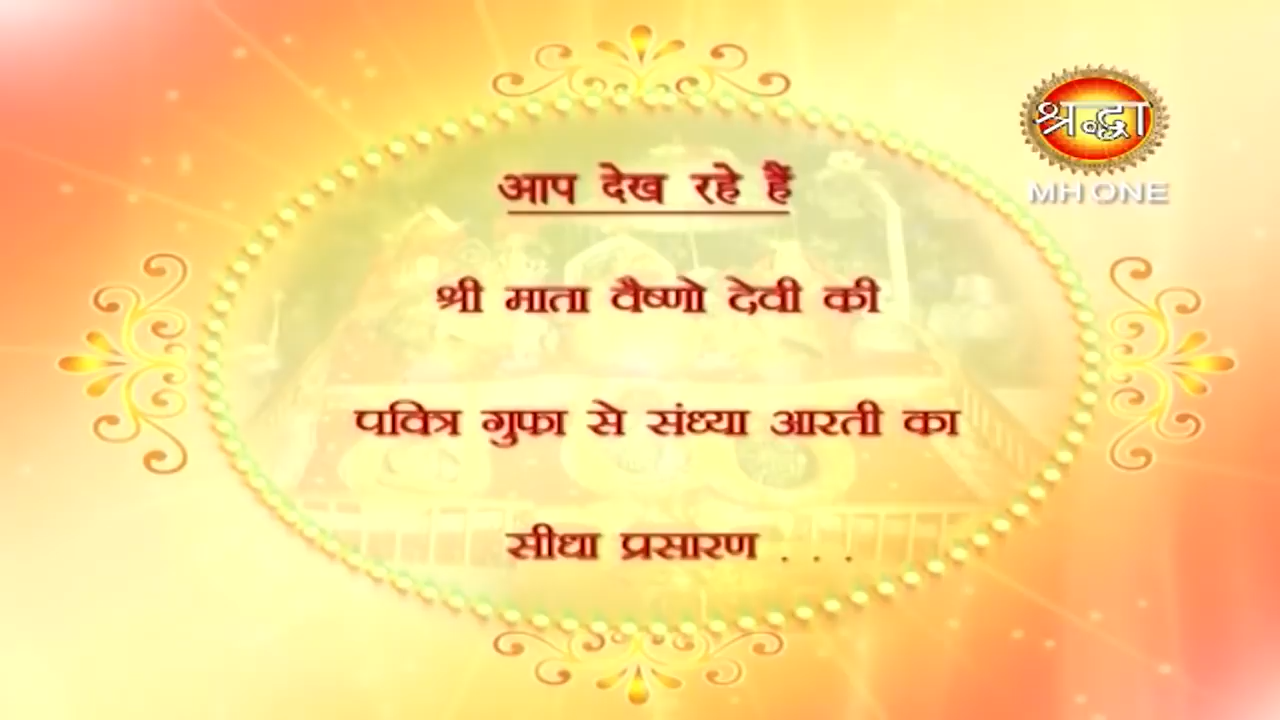 श्रद्धा
MH ONE
आप देख रहे हैं
श्री माता वैष्णो देवी की
पवित्र गुफा से संध्या आरती का
सीधा प्रसारण . . .